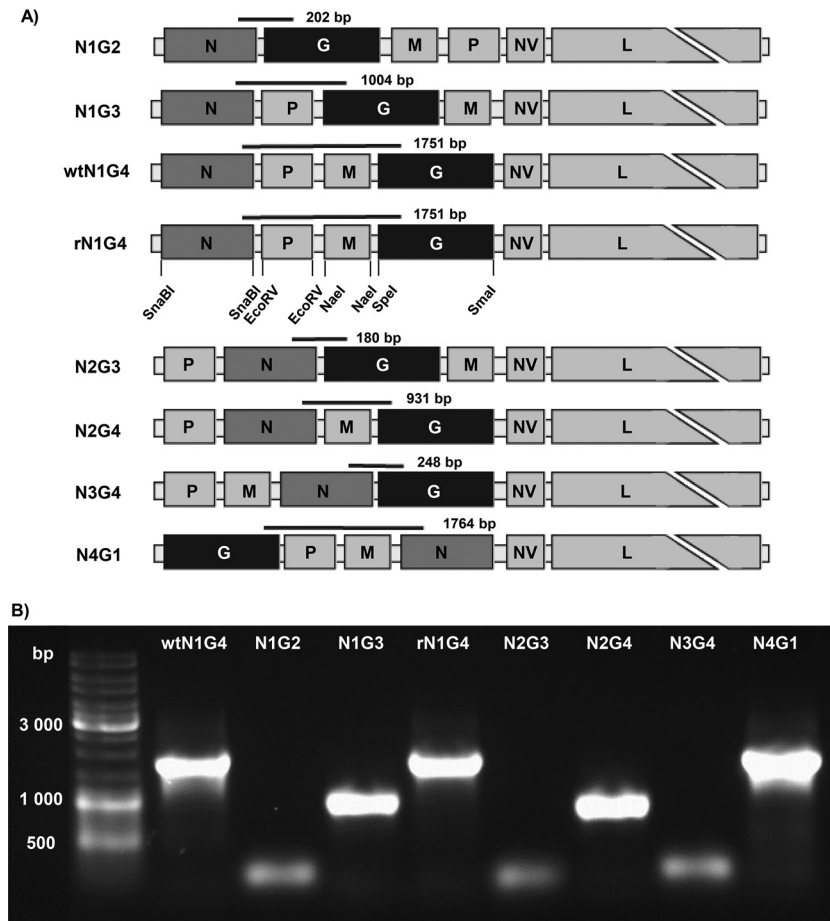 A)
202 bp
N1G2 N G M P NV L
1004 bp
N1G3 N P G M NV L
1751 bp
wtN1G4 N P M G NV L
1751 bp
rN1G4 N P M G NV L
SnaBI SnaBI EcoRV EcoRV NaeI NaeI SpeI SmaI
180 bp
N2G3 P N G M NV L
931 bp
N2G4 P N M G NV L
248 bp
N3G4 P M N G NV L
1764 bp
N4G1 G P M N NV L
B)
bp wtN1G4 N1G2 N1G3 rN1G4 N2G3 N2G4 N3G4 N4G1
3 000
1 000
500